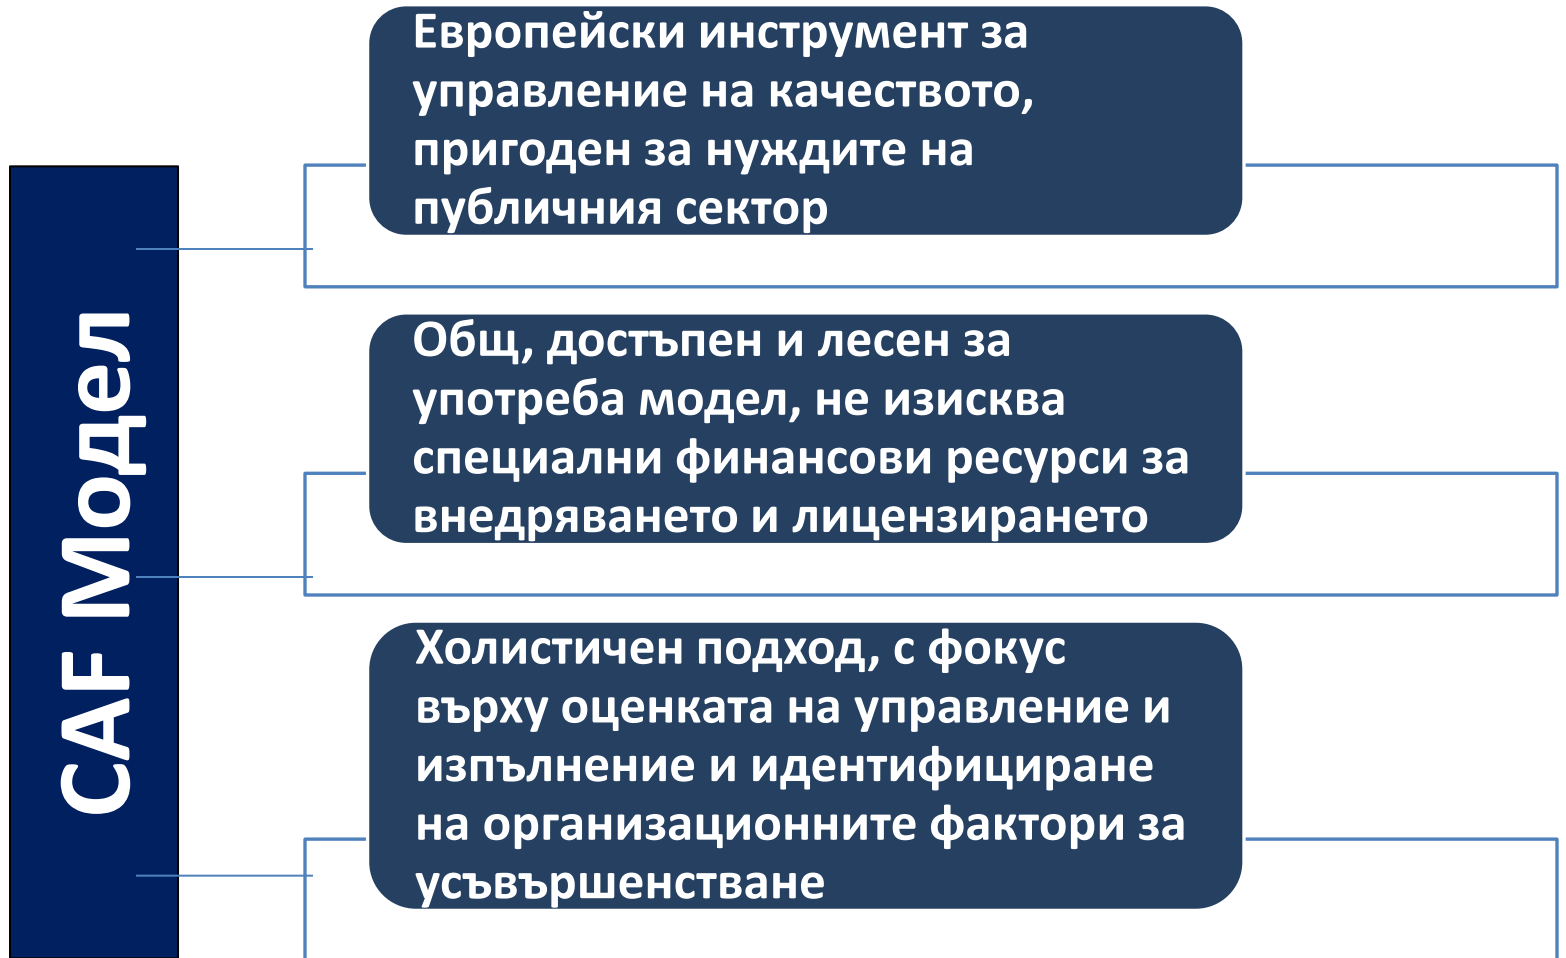 CAF Модел
Европейски инструмент за
управление на качеството,
пригоден за нуждите на
публичния сектор
Общ, достъпен и лесен за
употреба модел, не изисква
специални финансови ресурси за
внедряването и лицензирането
Холистичен подход, с фокус
върху оценката на управление и
изпълнение и идентифициране
на организационните фактори за
усъвършенстване